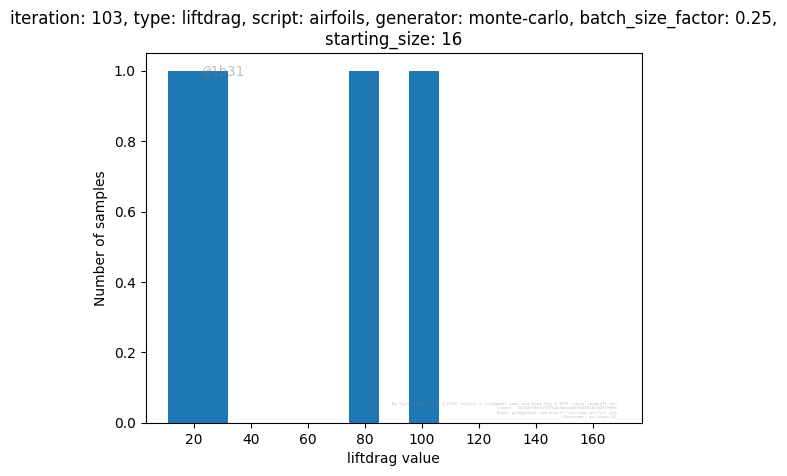 iteration: 103, type: liftdrag, script: airfoils, generator: monte-carlo, batch_size_factor: 0.25,
starting_size: 16
@1b31
1.0
0.8
0.6
0.4
0.2
0.0
Number of samples
20 40 60 80 100 120 140 160
liftdrag value